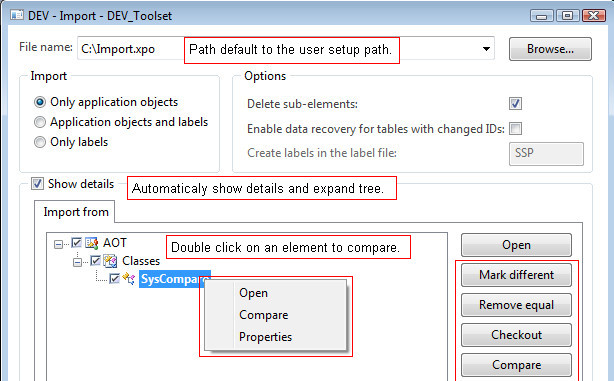 DEV - Import - DEV_Toolset
File name: C:\Import.xpo Path default to the user setup path. Browse...
Import
Only application objects
Application objects and labels
Only labels
Options
Delete sub-elements:
Enable data recovery for tables with changed IDs:
Create labels in the label file: SSP
Show details Automaticaly show details and expand tree.
Import from
AOT Double click on an element to compare.
Classes
SysCompare
Open
Compare
Properties
Open
Mark different
Remove equal
Checkout
Compare